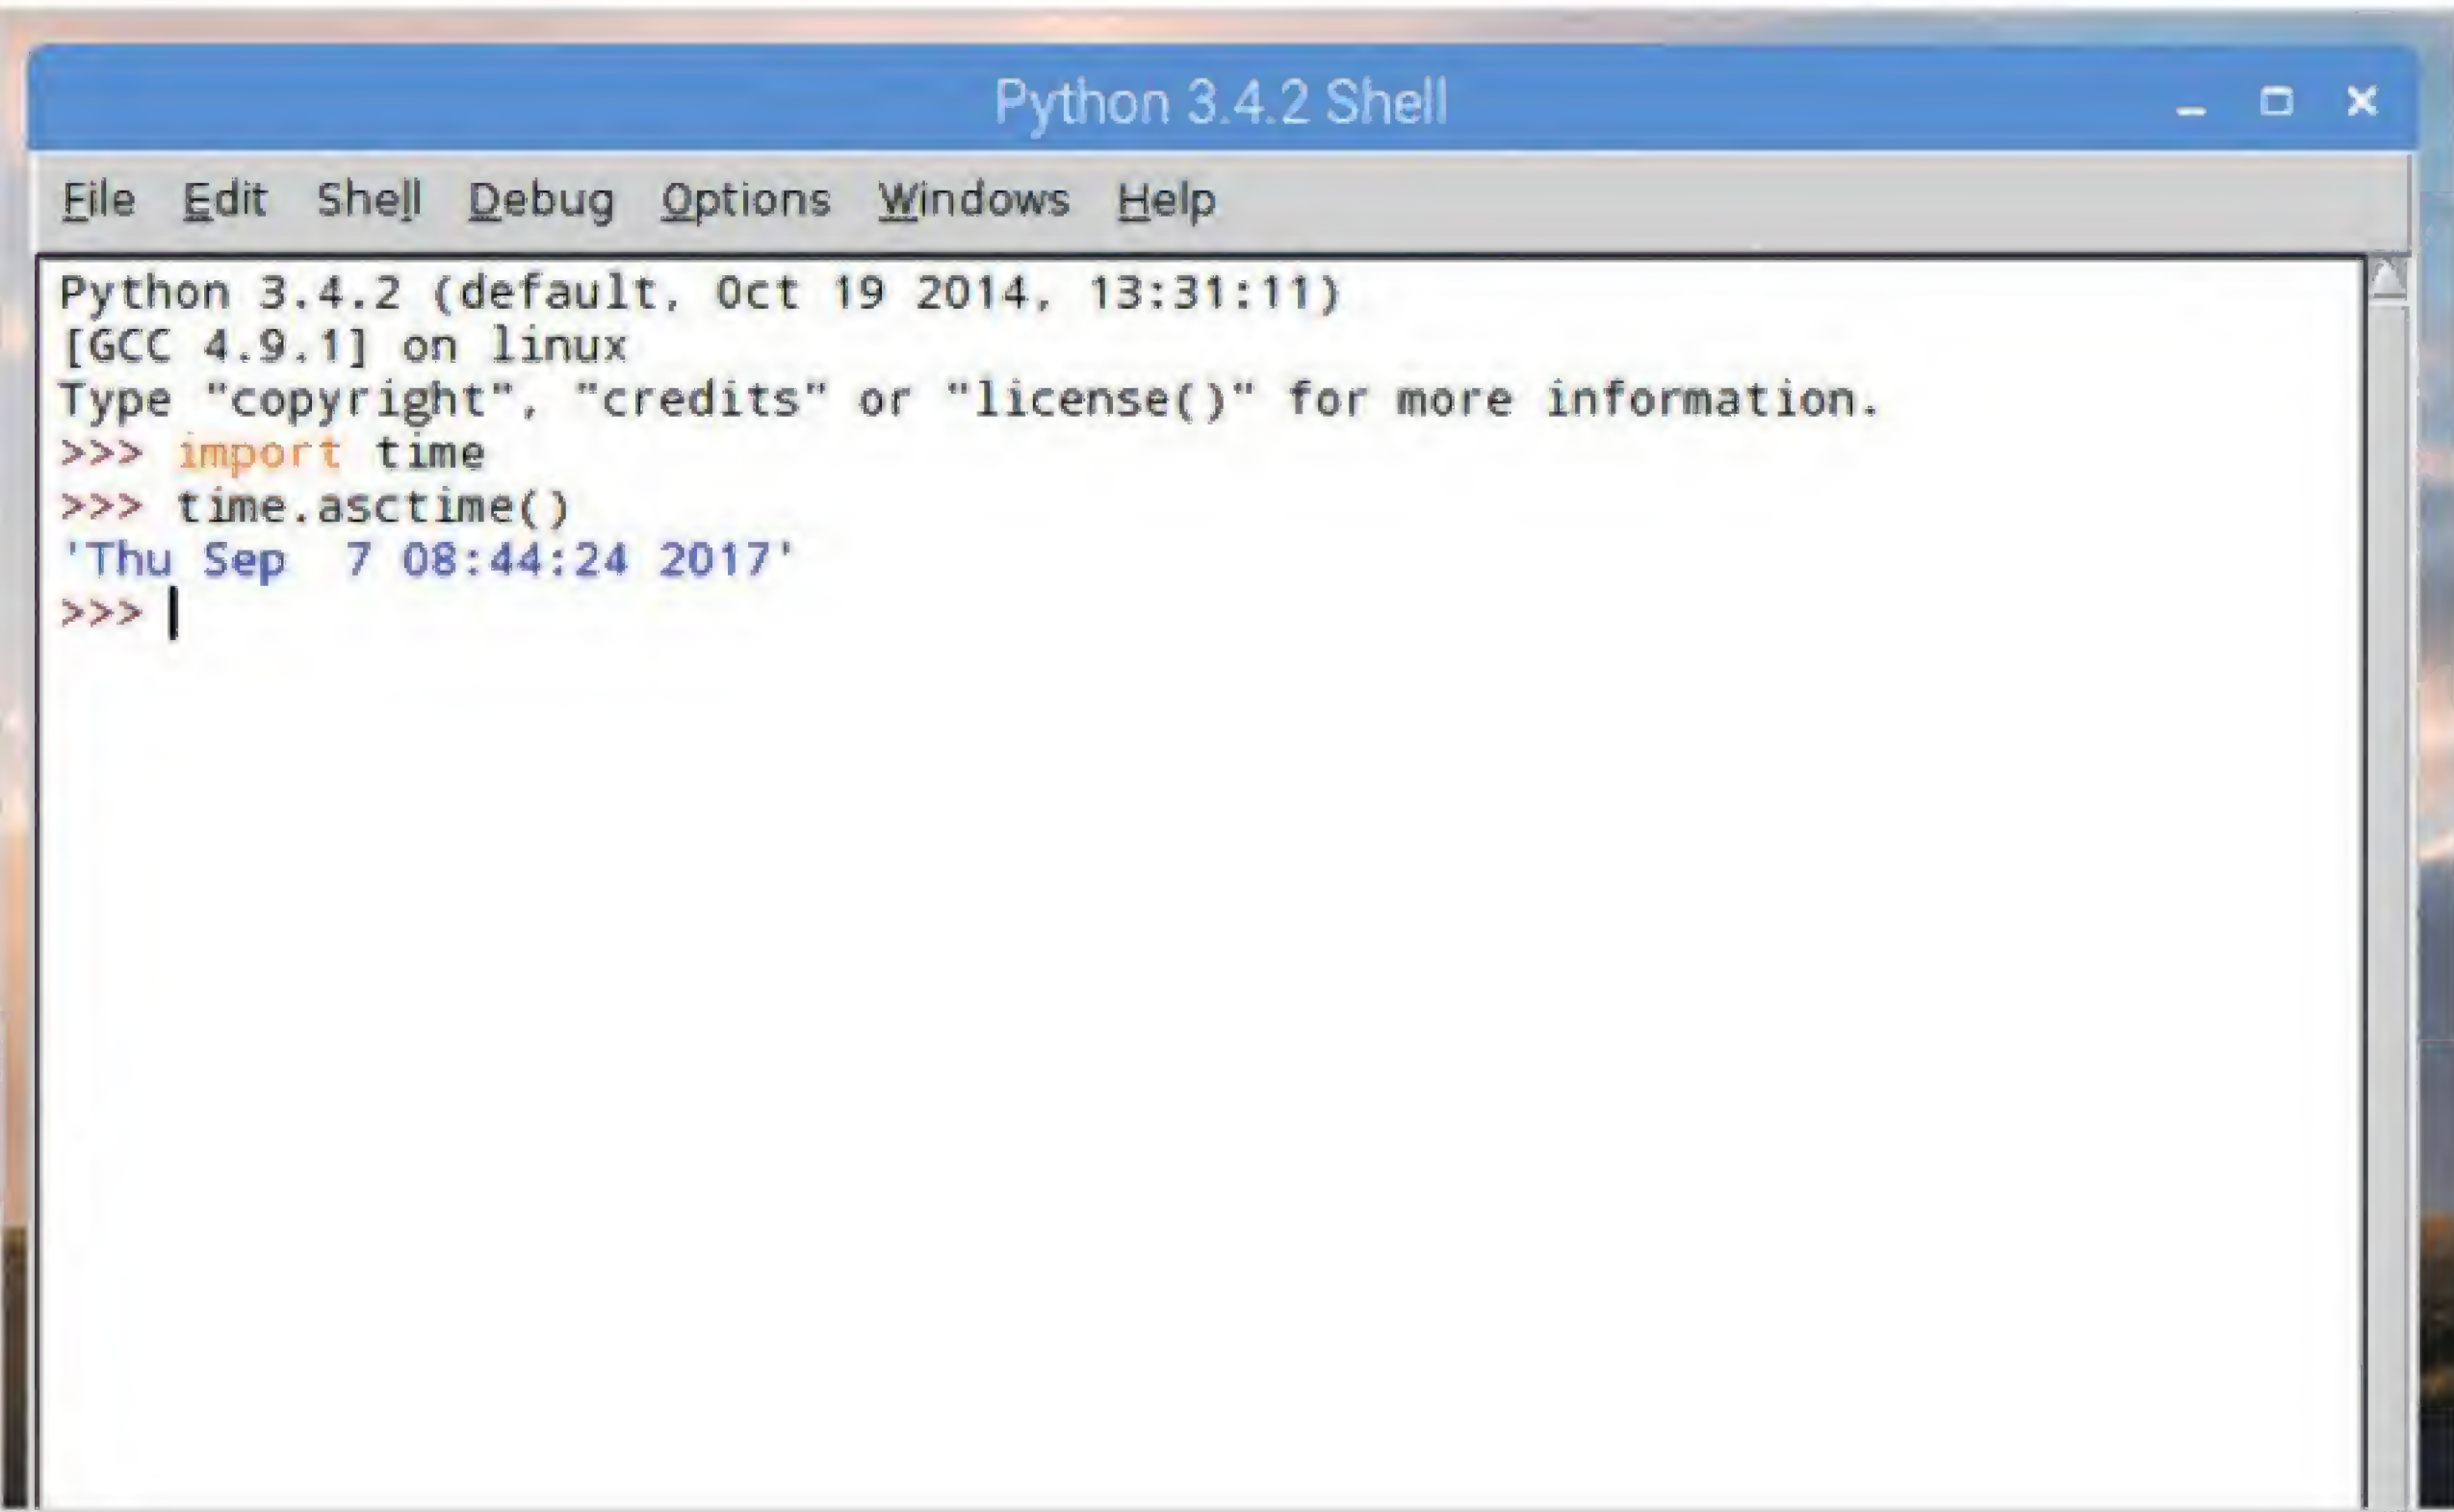 Python 3.4.2 Shell
File Edit Shell Debug Options Windows Help
Python 3.4.2 (default, Oct 19 2014, 13:31:11)
[GCC 4.9.1] on linux
Type "copyright", "credits" or "license()" for more information.
>>> import time
>>> time.asctime()
'Thu Sep  7 08:44:24 2017'
>>>